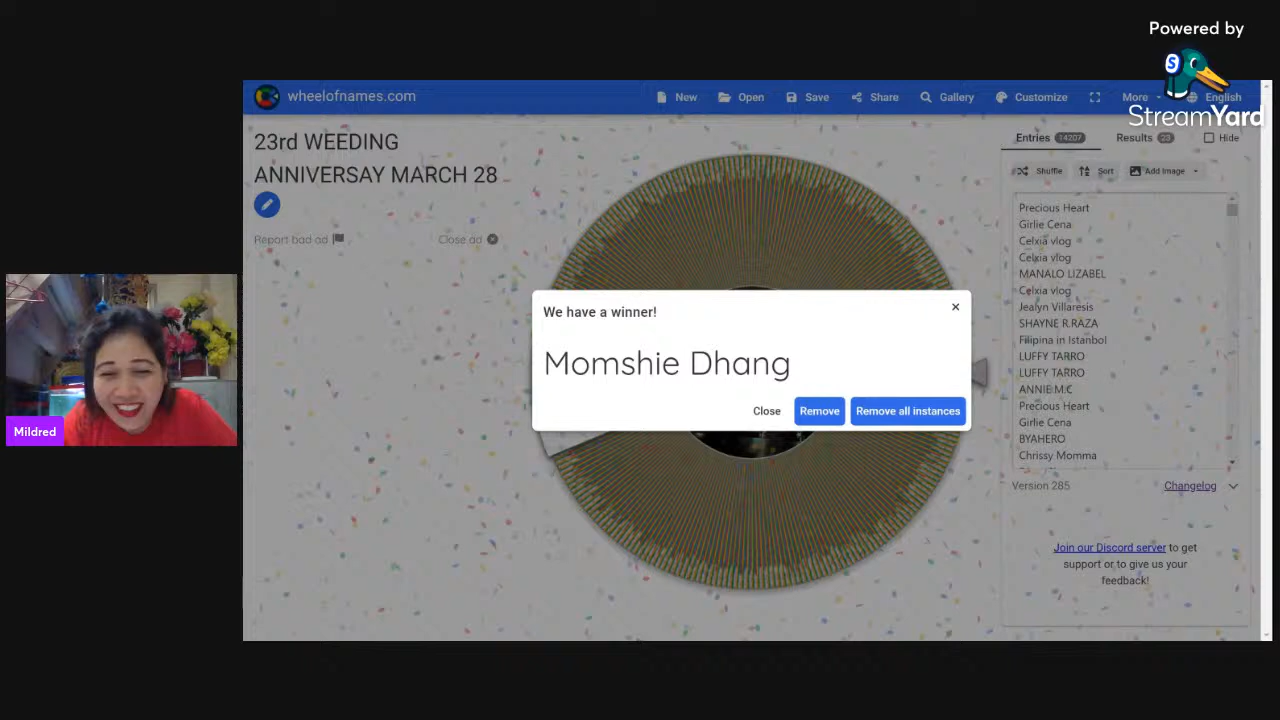 Powered by
StreamYard
wheelofnames.com
New
Open
Save
Share
Gallery
Customize
More
English
23rd WEEDING
ANNIVERSAY MARCH 28
Report bad ad
Close ad
Entries 14207
Results 23
Hide
Shuffle
Sort
Add Image
Precious Heart
Girlie Cena
Celxia vlog
Celxia vlog
MANALO LIZABEL
Celxia vlog
Jealyn Villaresis
SHAYNE R.RAZA
Filipina in Istanbol
LUFFY TARRO
LUFFY TARRO
ANNIE M.C
Precious Heart
Girlie Cena
BYAHERO
Chrissy Momma
Version 285
Changelog
Join our Discord server to get
support or to give us your
feedback!
We have a winner!
Momshie Dhang
Close
Remove
Remove all instances
Mildred